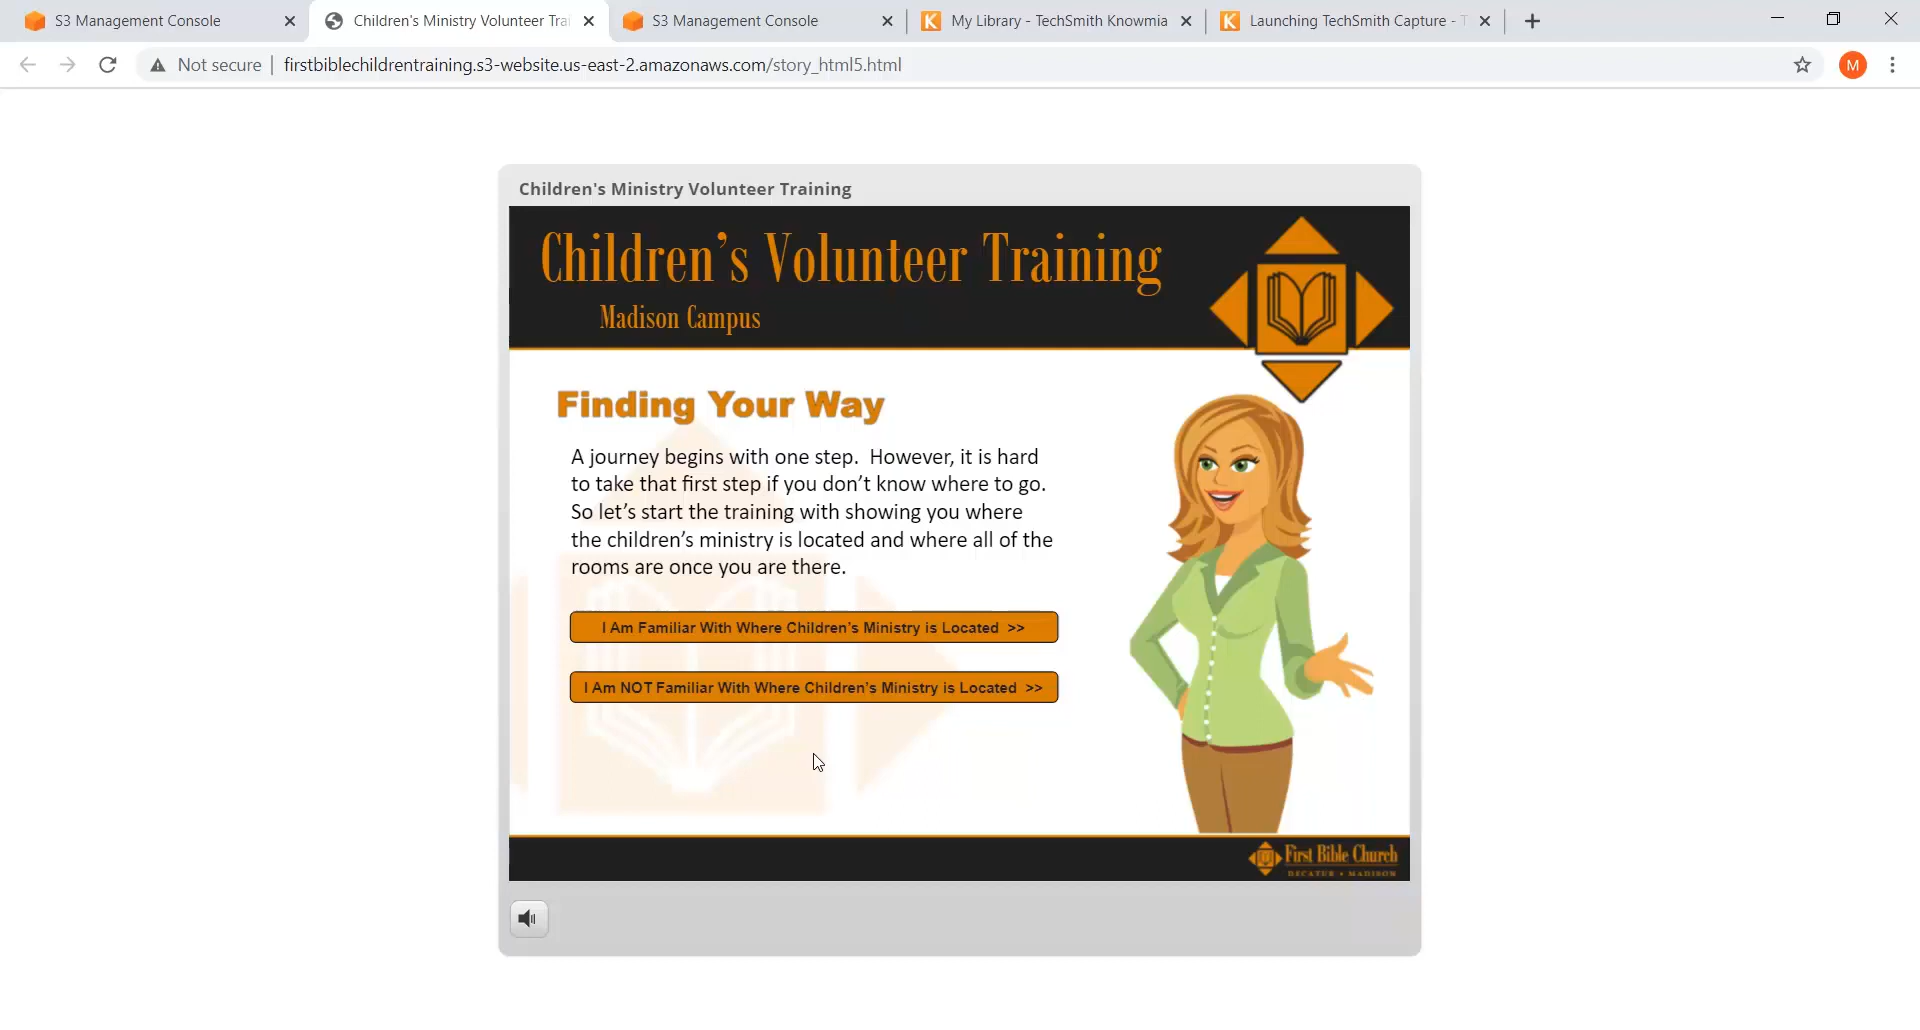 S3 Management Console
Children's Ministry Volunteer Trai
S3 Management Console
My Library - TechSmith Knowmia
Launching TechSmith Capture - T
Not secure
firstbiblechildrentraining.s3-website.us-east-2.amazonaws.com/story_html5.html
M
Children's Ministry Volunteer Training
Children's Volunteer Training
Madison Campus
Finding Your Way
A journey begins with one step.  However, it is hard
to take that first step if you don't know where to go.
So let's start the training with showing you where
the children's ministry is located and where all of the
rooms are once you are there.
I Am Familiar With Where Children's Ministry is Located >>
I Am NOT Familiar With Where Children's Ministry is Located >>
First Bible Church
DECATUR • MADISON